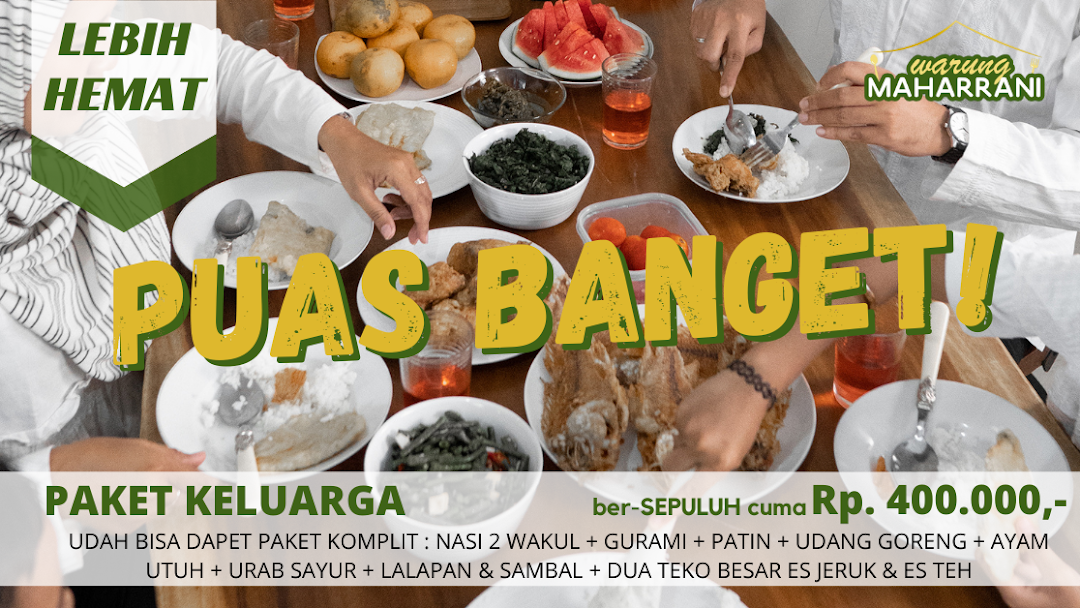 LEBIH
HEMAT
warung
MAHARRANI
PUAS BANGET!
PAKET KELUARGA
ber-SEPULUH cuma Rp. 400.000,-
UDAH BISA DAPET PAKET KOMPLIT : NASI 2 WAKUL + GURAMI + PATIN + UDANG GORENG + AYAM
UTUH + URAB SAYUR + LALAPAN & SAMBAL + DUA TEKO BESAR ES JERUK & ES TEH